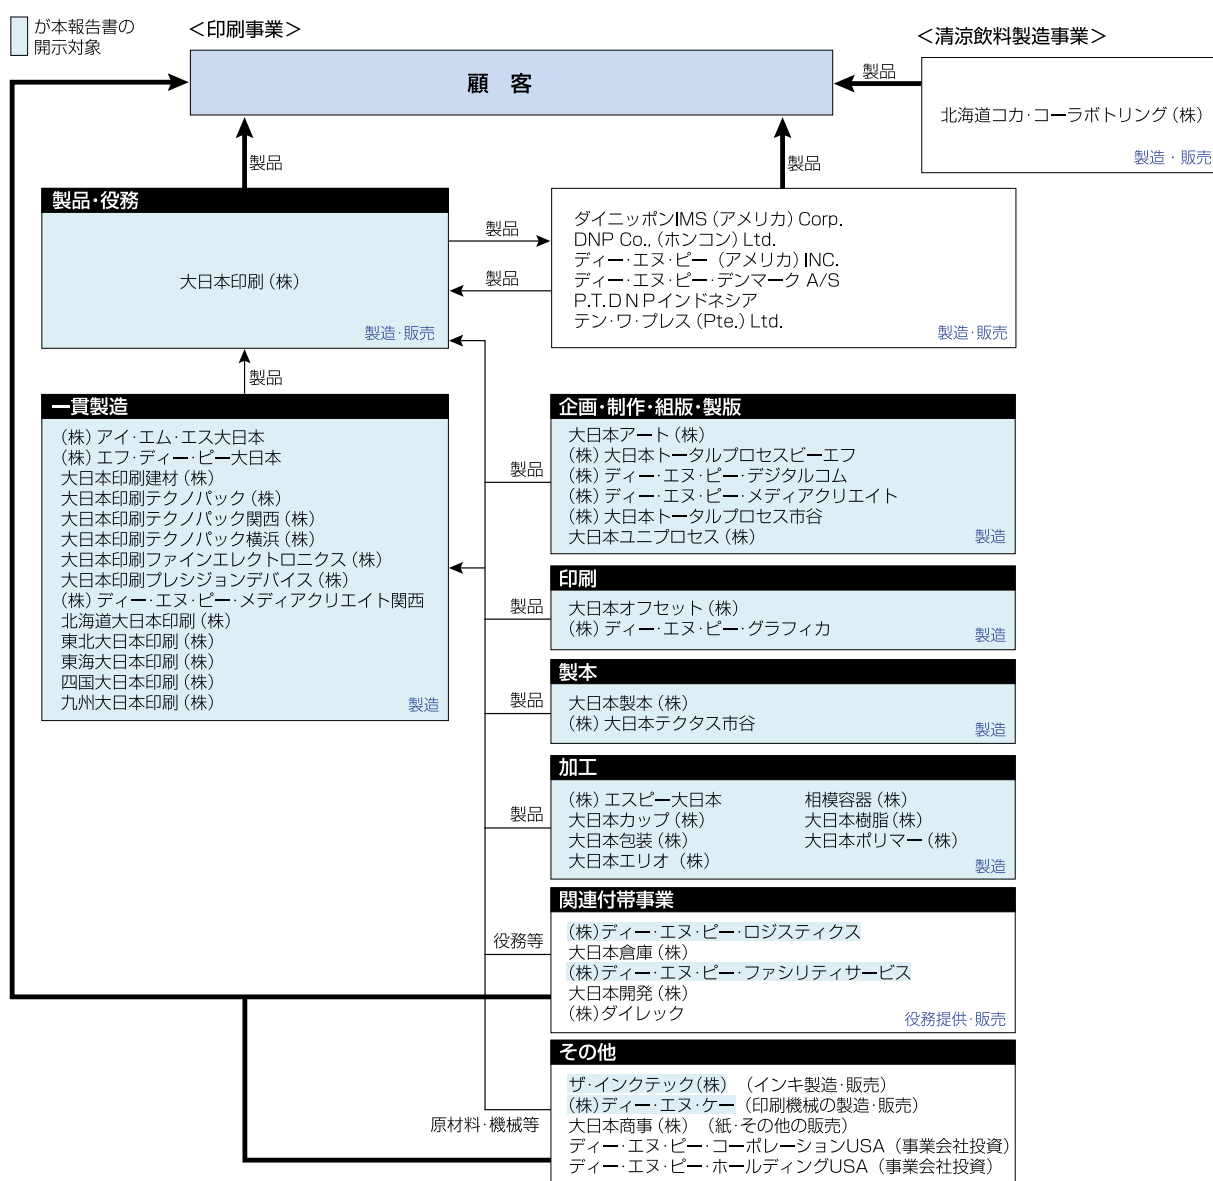 が本報告書の
開示対象
＜印刷事業＞
＜清涼飲料製造事業＞
顧 客
製品
北海道コカ・コーラボトリング(株)
製造・販売
製品
製品
製品・役務
大日本印刷(株)
製造・販売
製品
製品
ダイニッポンIMS(アメリカ) Corp.
DNP Co., (ホンコン) Ltd.
ディー・エヌ・ピー (アメリカ) INC.
ディー・エヌ・ピー・デンマーク A/S
P.T.DNPインドネシア
テン・ワ・プレス(Pte.) Ltd.
製造・販売
製品
一貫製造
(株)アイ・エム・エス大日本
(株)エフ・ディー・ピー大日本
大日本印刷建材(株)
大日本印刷テクノパック(株)
大日本印刷テクノパック関西(株)
大日本印刷テクノパック横浜(株)
大日本印刷ファインエレクトロニクス(株)
大日本印刷プレシジョンデバイス(株)
(株)ディー・エヌ・ピー・メディアクリエイト関西
北海道大日本印刷(株)
東北大日本印刷(株)
東海大日本印刷(株)
四国大日本印刷(株)
九州大日本印刷(株)
製造
企画・制作・組版・製版
製品
大日本アート(株)
(株)大日本トータルプロセスビーエフ
(株)ディー・エヌ・ピー・デジタルコム
(株)ディー・エヌ・ピー・メディアクリエイト
(株)大日本トータルプロセス市谷
大日本ユニプロセス(株)
製造
印刷
製品
大日本オフセット(株)
(株)ディー・エヌ・ピー・グラフィカ
製造
製本
製品
大日本製本(株)
(株)大日本テクタス市谷
製造
加工
製品
(株)エスピー大日本 相模容器(株)
大日本カップ(株) 大日本樹脂(株)
大日本包装(株) 大日本ポリマー(株)
大日本エリオ(株)
製造
関連付帯事業
役務等
(株)ディー・エヌ・ピー・ロジスティクス
大日本倉庫(株)
(株)ディー・エヌ・ピー・ファシリティサービス
大日本開発(株)
(株)ダイレック
役務提供・販売
その他
原材料・機械等
ザ・インクテック(株) (インキ製造・販売)
(株)ディー・エヌ・ケー (印刷機械の製造・販売)
大日本商事(株) (紙・その他の販売)
ディー・エヌ・ピー・コーポレーションUSA (事業会社投資)
ディー・エヌ・ピー・ホールディングUSA (事業会社投資)